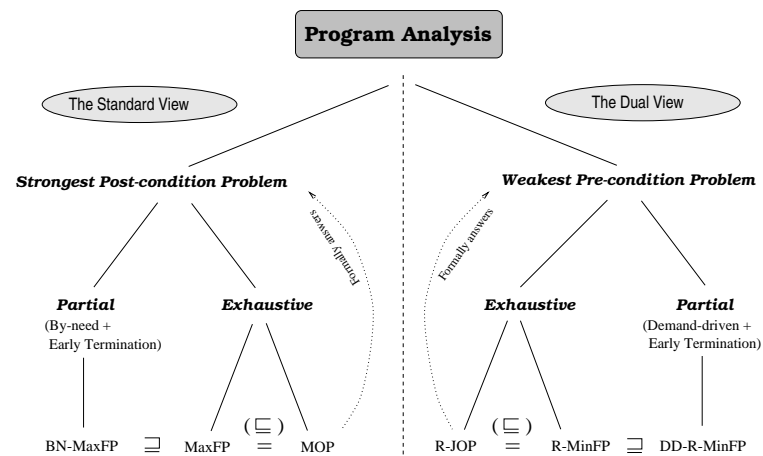 Program Analysis
The Standard View
The Dual View
Strongest Post-condition Problem
Weakest Pre-condition Problem
Formally answers
Formally answers
Partial
(By-need +
Early Termination)
Exhaustive
Exhaustive
Partial
(Demand-driven +
Early Termination)
BN-MaxFP ⊒ MaxFP (⊑) = MOP
R-JOP (⊑) = R-MinFP ⊒ DD-R-MinFP